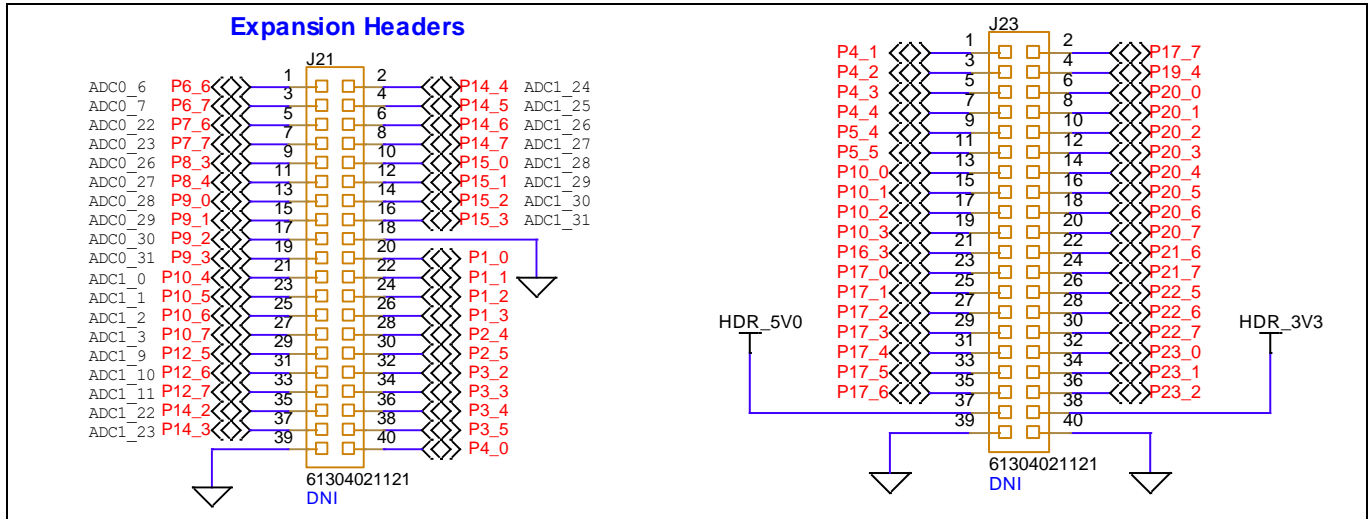 Expansion Headers
J21
ADC0_6 P6_6 1 2 P14_4 ADC1_24
ADC0_7 P6_7 3 4 P14_5 ADC1_25
ADC0_22 P7_6 5 6 P14_6 ADC1_26
ADC0_23 P7_7 7 8 P14_7 ADC1_27
ADC0_26 P8_3 9 10 P15_0 ADC1_28
ADC0_27 P8_4 11 12 P15_1 ADC1_29
ADC0_28 P9_0 13 14 P15_2 ADC1_30
ADC0_29 P9_1 15 16 P15_3 ADC1_31
ADC0_30 P9_2 17 18
ADC0_31 P9_3 19 20 P1_0
ADC1_0 P10_4 21 22 P1_1
ADC1_1 P10_5 23 24 P1_2
ADC1_2 P10_6 25 26 P1_3
ADC1_3 P10_7 27 28 P2_4
ADC1_9 P12_5 29 30 P2_5
ADC1_10 P12_6 31 32 P3_2
ADC1_11 P12_7 33 34 P3_3
ADC1_22 P14_2 35 36 P3_4
ADC1_23 P14_3 37 38 P3_5
39 40 P4_0
61304021121
DNI
J23
P4_1 1 2 P17_7
P4_2 3 4 P19_4
P4_3 5 6 P20_0
P4_4 7 8 P20_1
P5_4 9 10 P20_2
P5_5 11 12 P20_3
P10_0 13 14 P20_4
P10_1 15 16 P20_5
P10_2 17 18 P20_6
P10_3 19 20 P20_7
P16_3 21 22 P21_6
P17_0 23 24 P21_7
P17_1 25 26 P22_5
P17_2 27 28 P22_6
HDR_5V0 HDR_3V3
P17_3 29 30 P22_7
P17_4 31 32 P23_0
P17_5 33 34 P23_1
P17_6 35 36 P23_2
37 38
39 40
61304021121
DNI